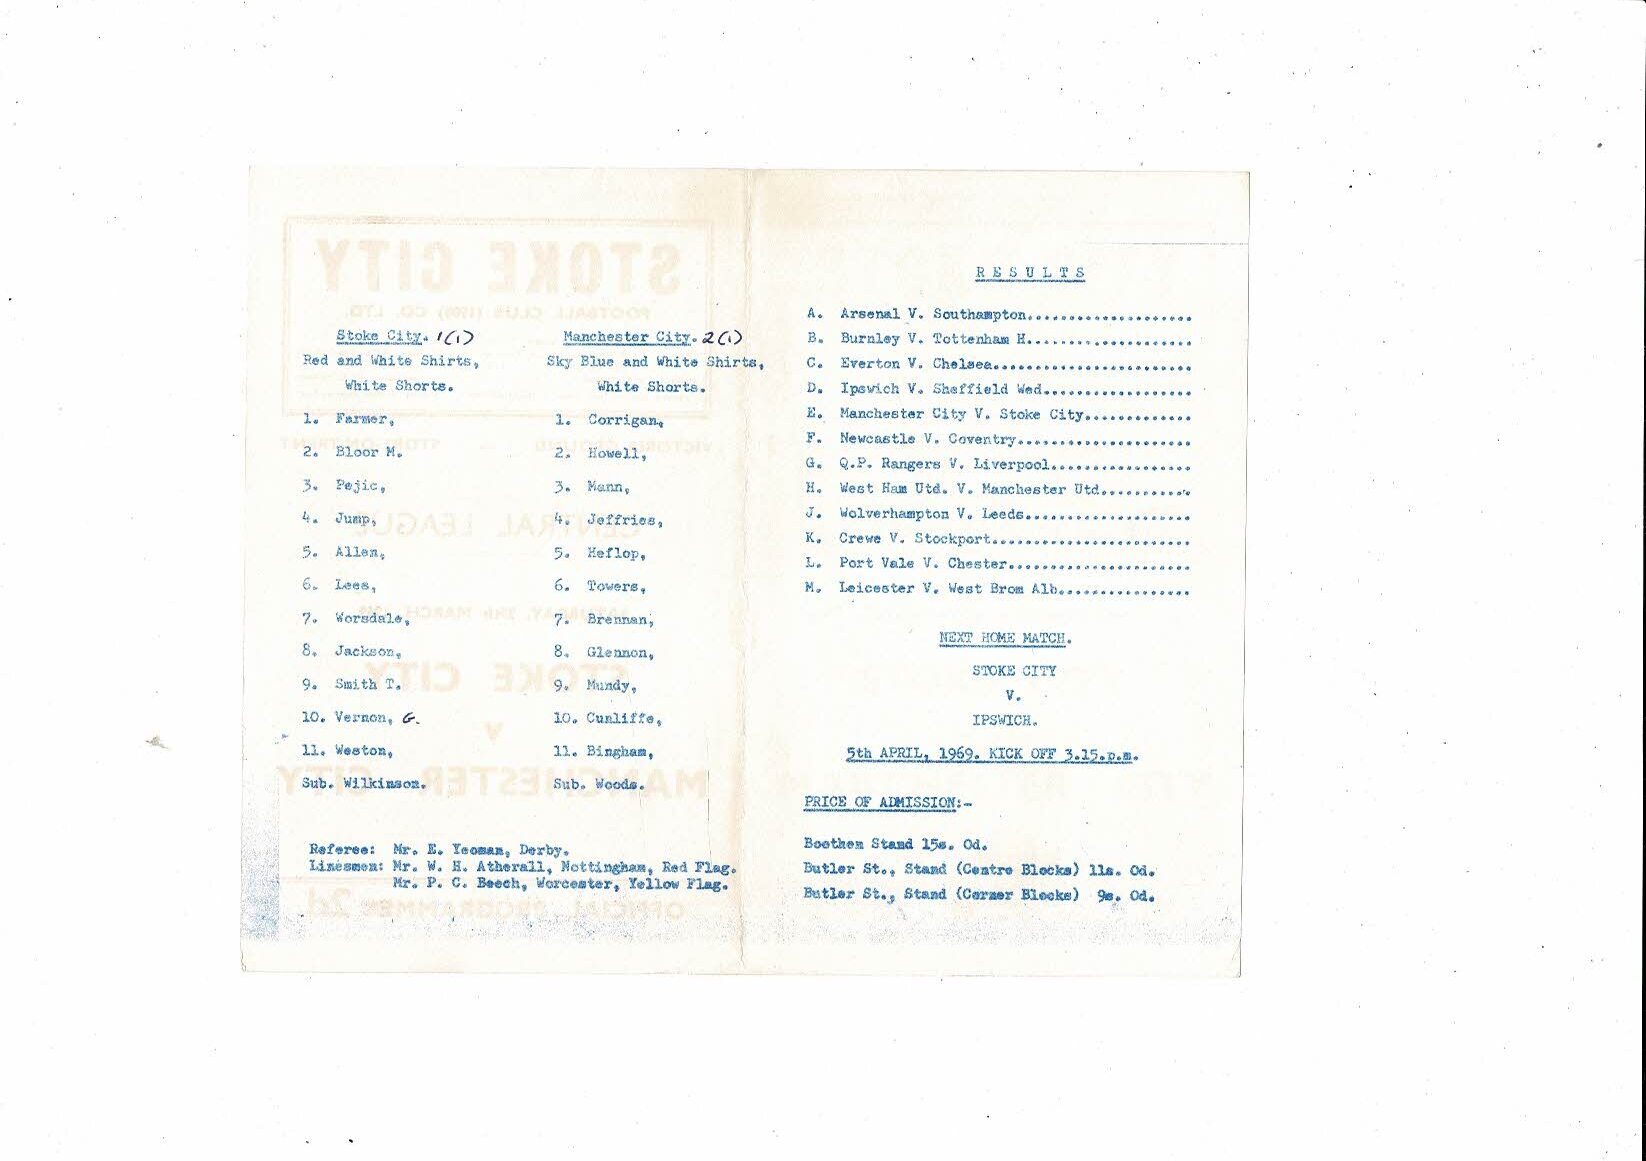 Stoke City. 1(1)
Red and White Shirts,
White Shorts.
1. Farmer,
2. Bloor M.
3. Pejic,
4. Jump,
5. Allen,
6. Lees,
7. Worsdale,
8. Jackson,
9. Smith T.
10. Vernon, G.
11. Weston,
Sub. Wilkinson.
Manchester City. 2(1)
Sky Blue and White Shirts,
White Shorts.
1. Corrigan,
2. Howell,
3. Mann,
4. Jeffries,
5. Heflop,
6. Towers,
7. Brennan,
8. Glennon,
9. Mundy,
10. Cunliffe,
11. Bingham,
Sub. Woods.
Referee: Mr. E. Yeoman, Derby.
Linesmen: Mr. W. H. Atherall, Nottingham, Red Flag.
Mr. P. C. Beech, Worcester, Yellow Flag.
RESULTS
A. Arsenal V. Southampton....................
B. Burnley V. Tottenham H....................
C. Everton V. Chelsea........................
D. Ipswich V. Sheffield Wed..................
E. Manchester City V. Stoke City.............
F. Newcastle V. Coventry.....................
G. Q.P. Rangers V. Liverpool.................
H. West Ham Utd. V. Manchester Utd...........
J. Wolverhampton V. Leeds....................
K. Crewe V. Stockport........................
L. Port Vale V. Chester......................
M. Leicester V. West Brom Alb................
NEXT HOME MATCH.
STOKE CITY
V.
IPSWICH.
5th APRIL, 1969. KICK OFF 3.15.p.m.
PRICE OF ADMISSION:-
Boothen Stand 15s. 0d.
Butler St., Stand (Centre Blocks) 11s. 0d.
Butler St., Stand (Corner Blocks) 9s. 0d.